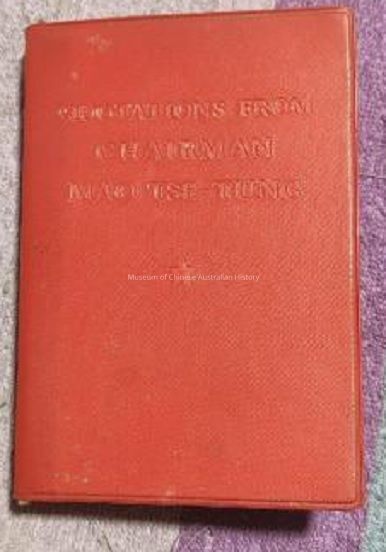 QUOTATIONS FROM
CHAIRMAN
MAO TSE-TUNG
Museum of Chinese Australian History